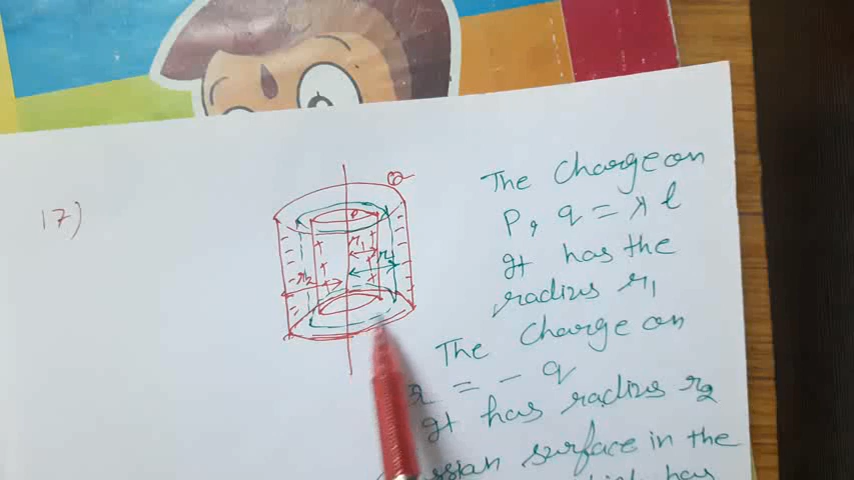 17)
The charge on
P, q = λ l
It has the
radius r1
The charge on
= - q
It has radius r2
surface in the
has